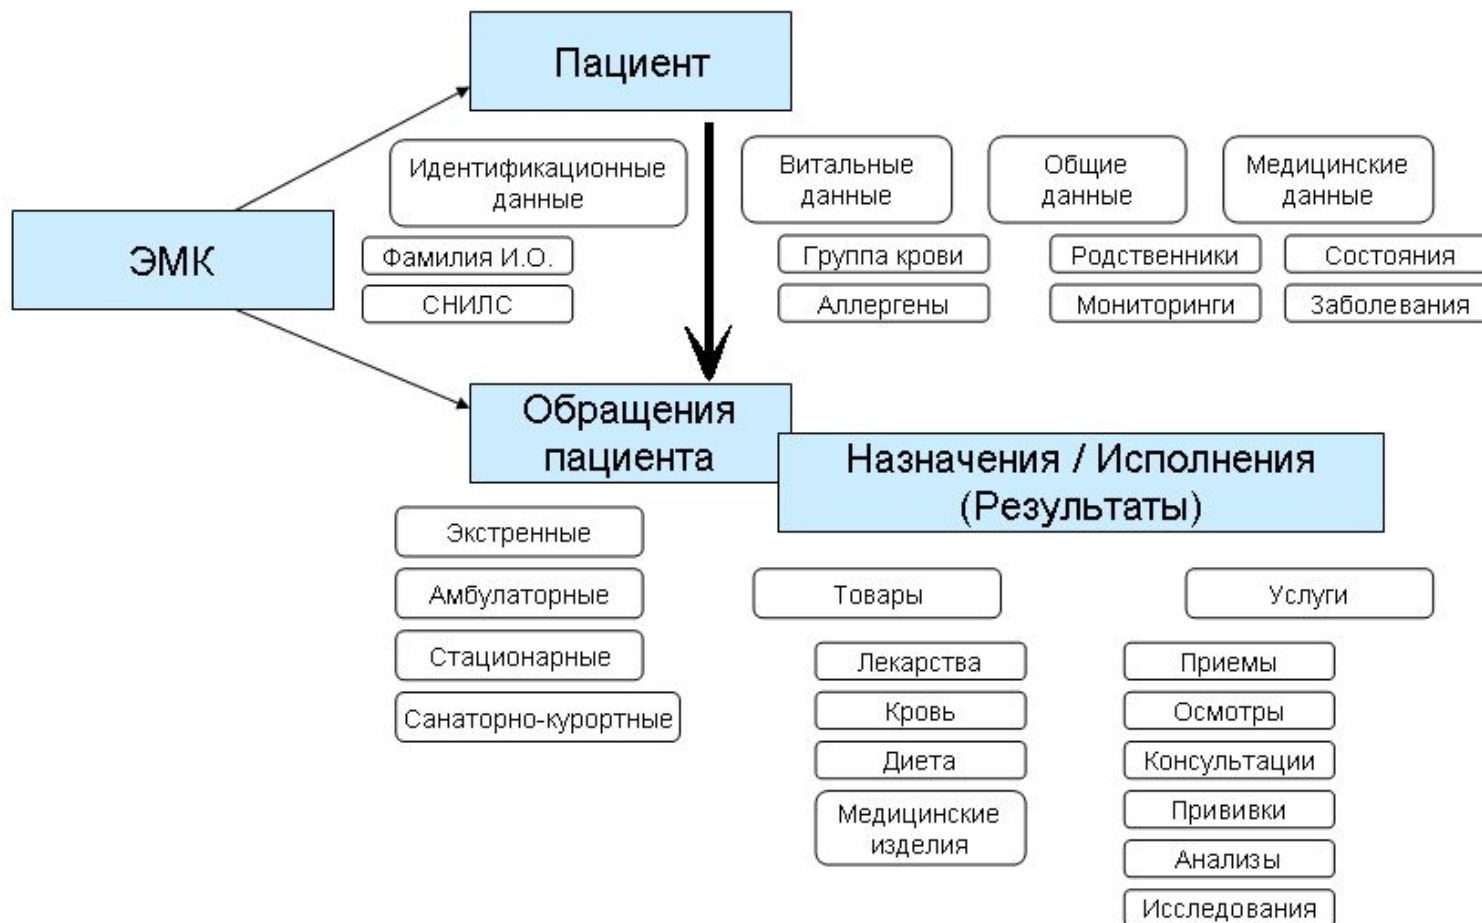 Пациент
Идентификационные
данные
Витальные
данные
Общие
данные
Медицинские
данные
ЭМК
Фамилия И.О.
Группа крови
Родственники
Состояния
СНИЛС
Аллергены
Мониторинги
Заболевания
Обращения
пациента
Назначения / Исполнения
(Результаты)
Экстренные
Амбулаторные
Стационарные
Санаторно-курортные
Товары
Лекарства
Кровь
Диета
Медицинские
изделия
Услуги
Приемы
Осмотры
Консультации
Прививки
Анализы
Исследования